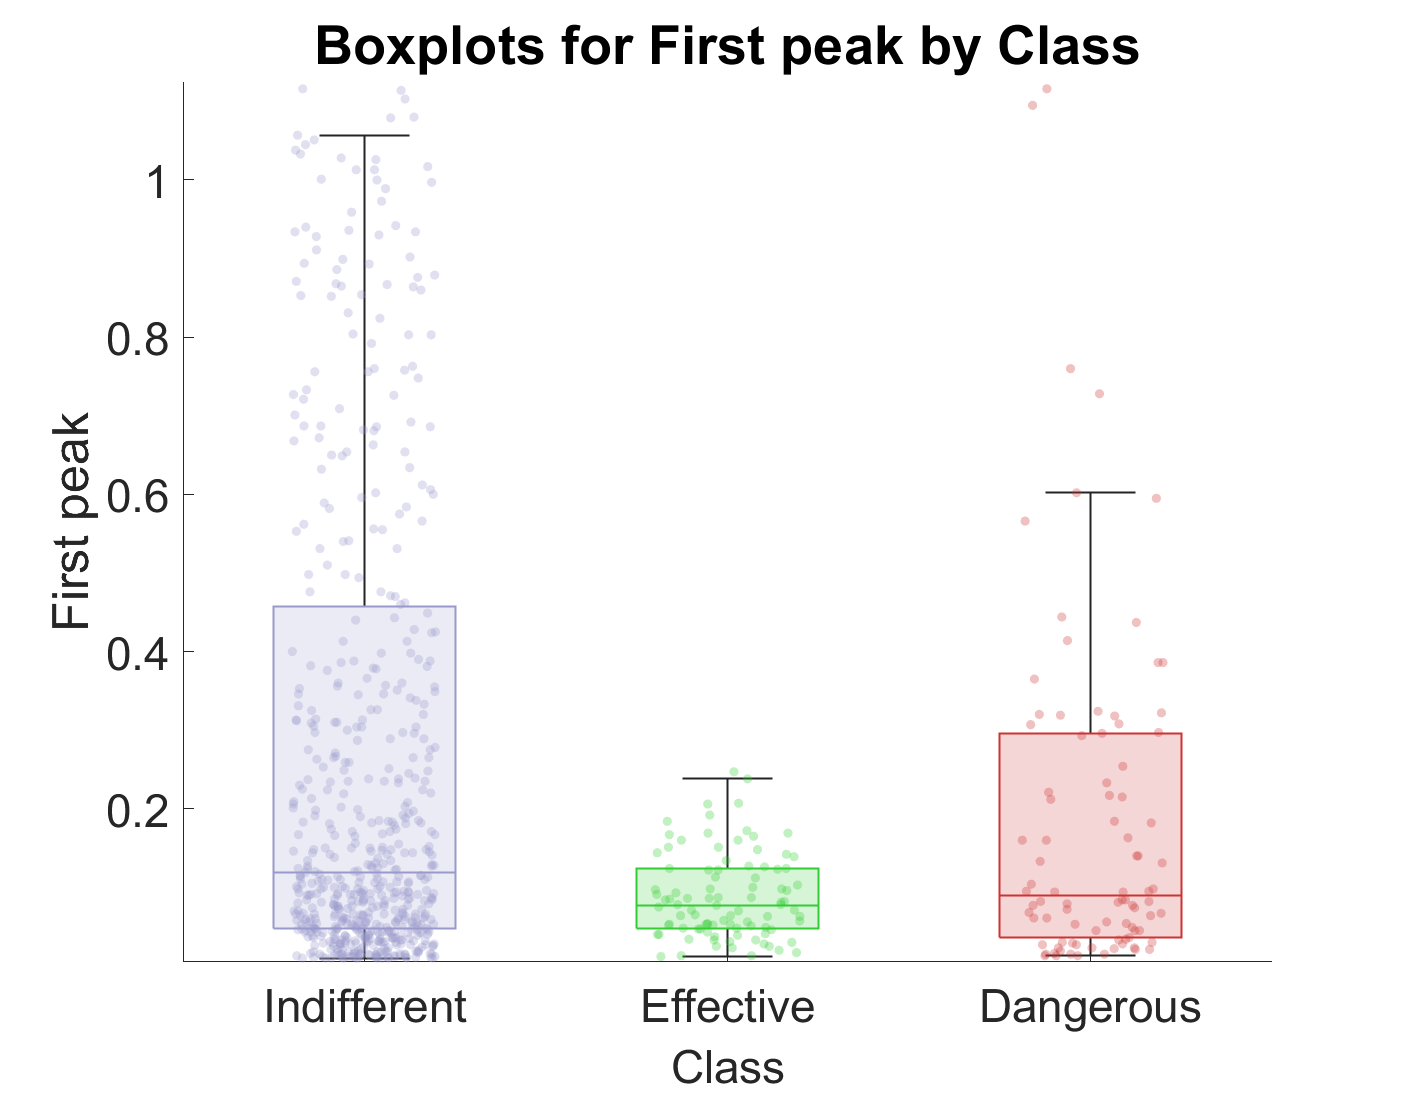 Boxplots for First peak by Class
First peak
1
0.8
0.6
0.4
0.2
Indifferent
Effective
Dangerous
Class